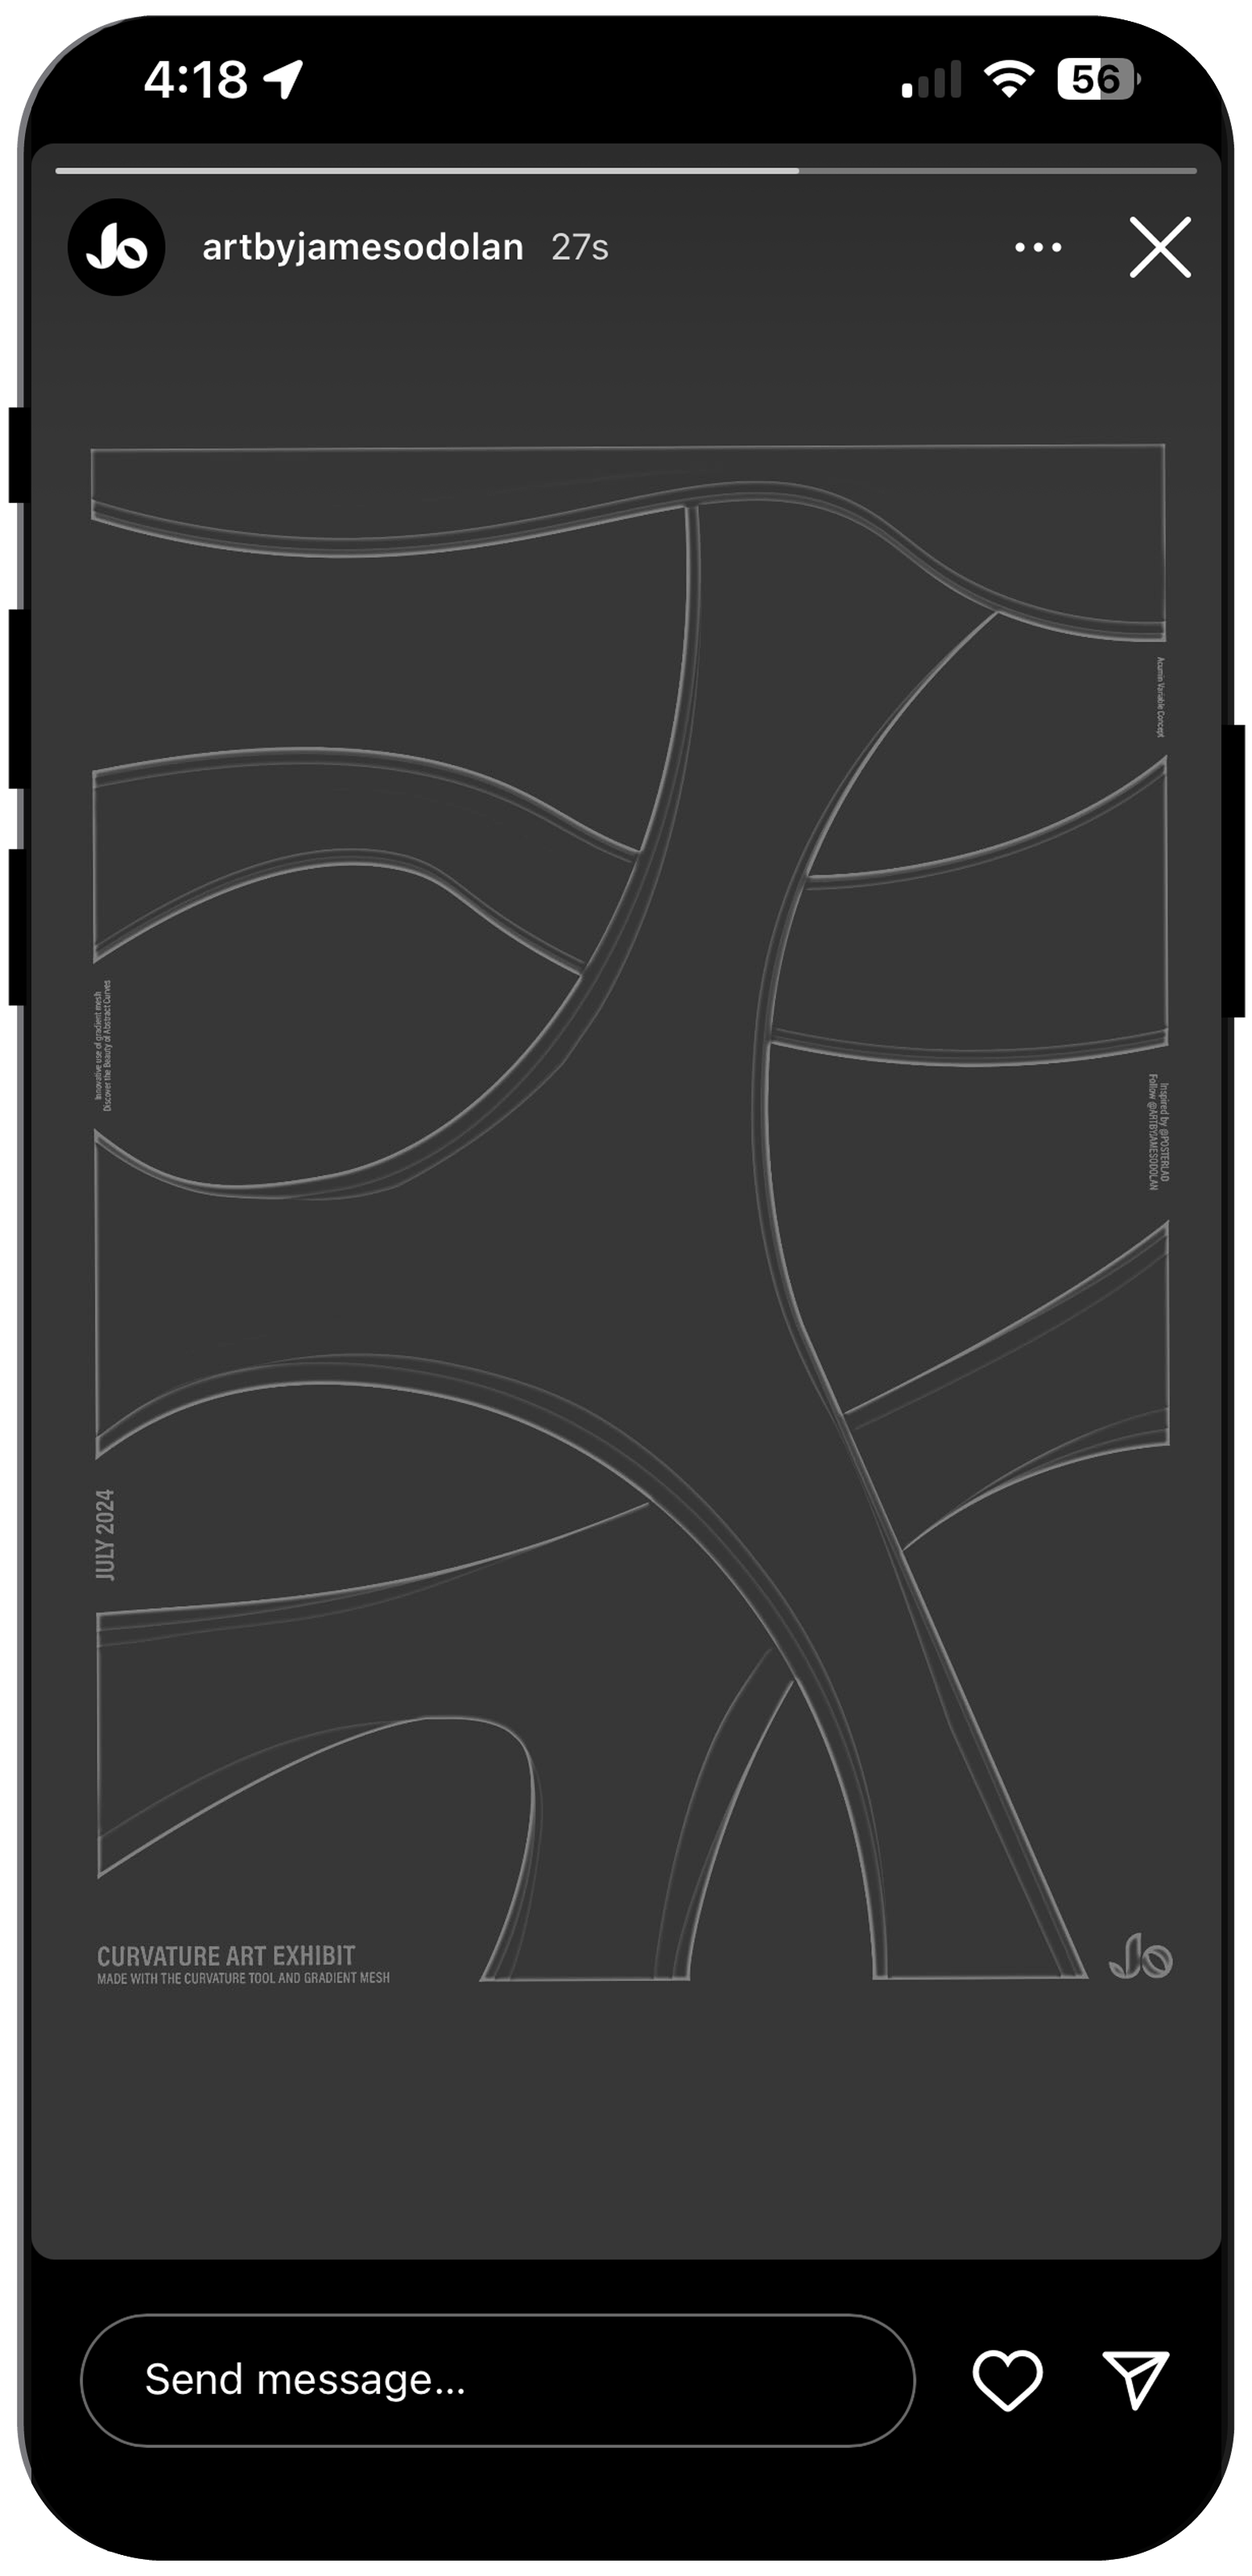 4:18
56
Jo
artbyjamesodolan 27s
Acumin Variable Concept
Innovative use of gradient mesh
Discover the Beauty of Abstract Curves
Inspired by @POSTERLAD
Follow @ARTBYJAMESODOLAN
JULY 2024
CURVATURE ART EXHIBIT
MADE WITH THE CURVATURE TOOL AND GRADIENT MESH
Jo
Send message...